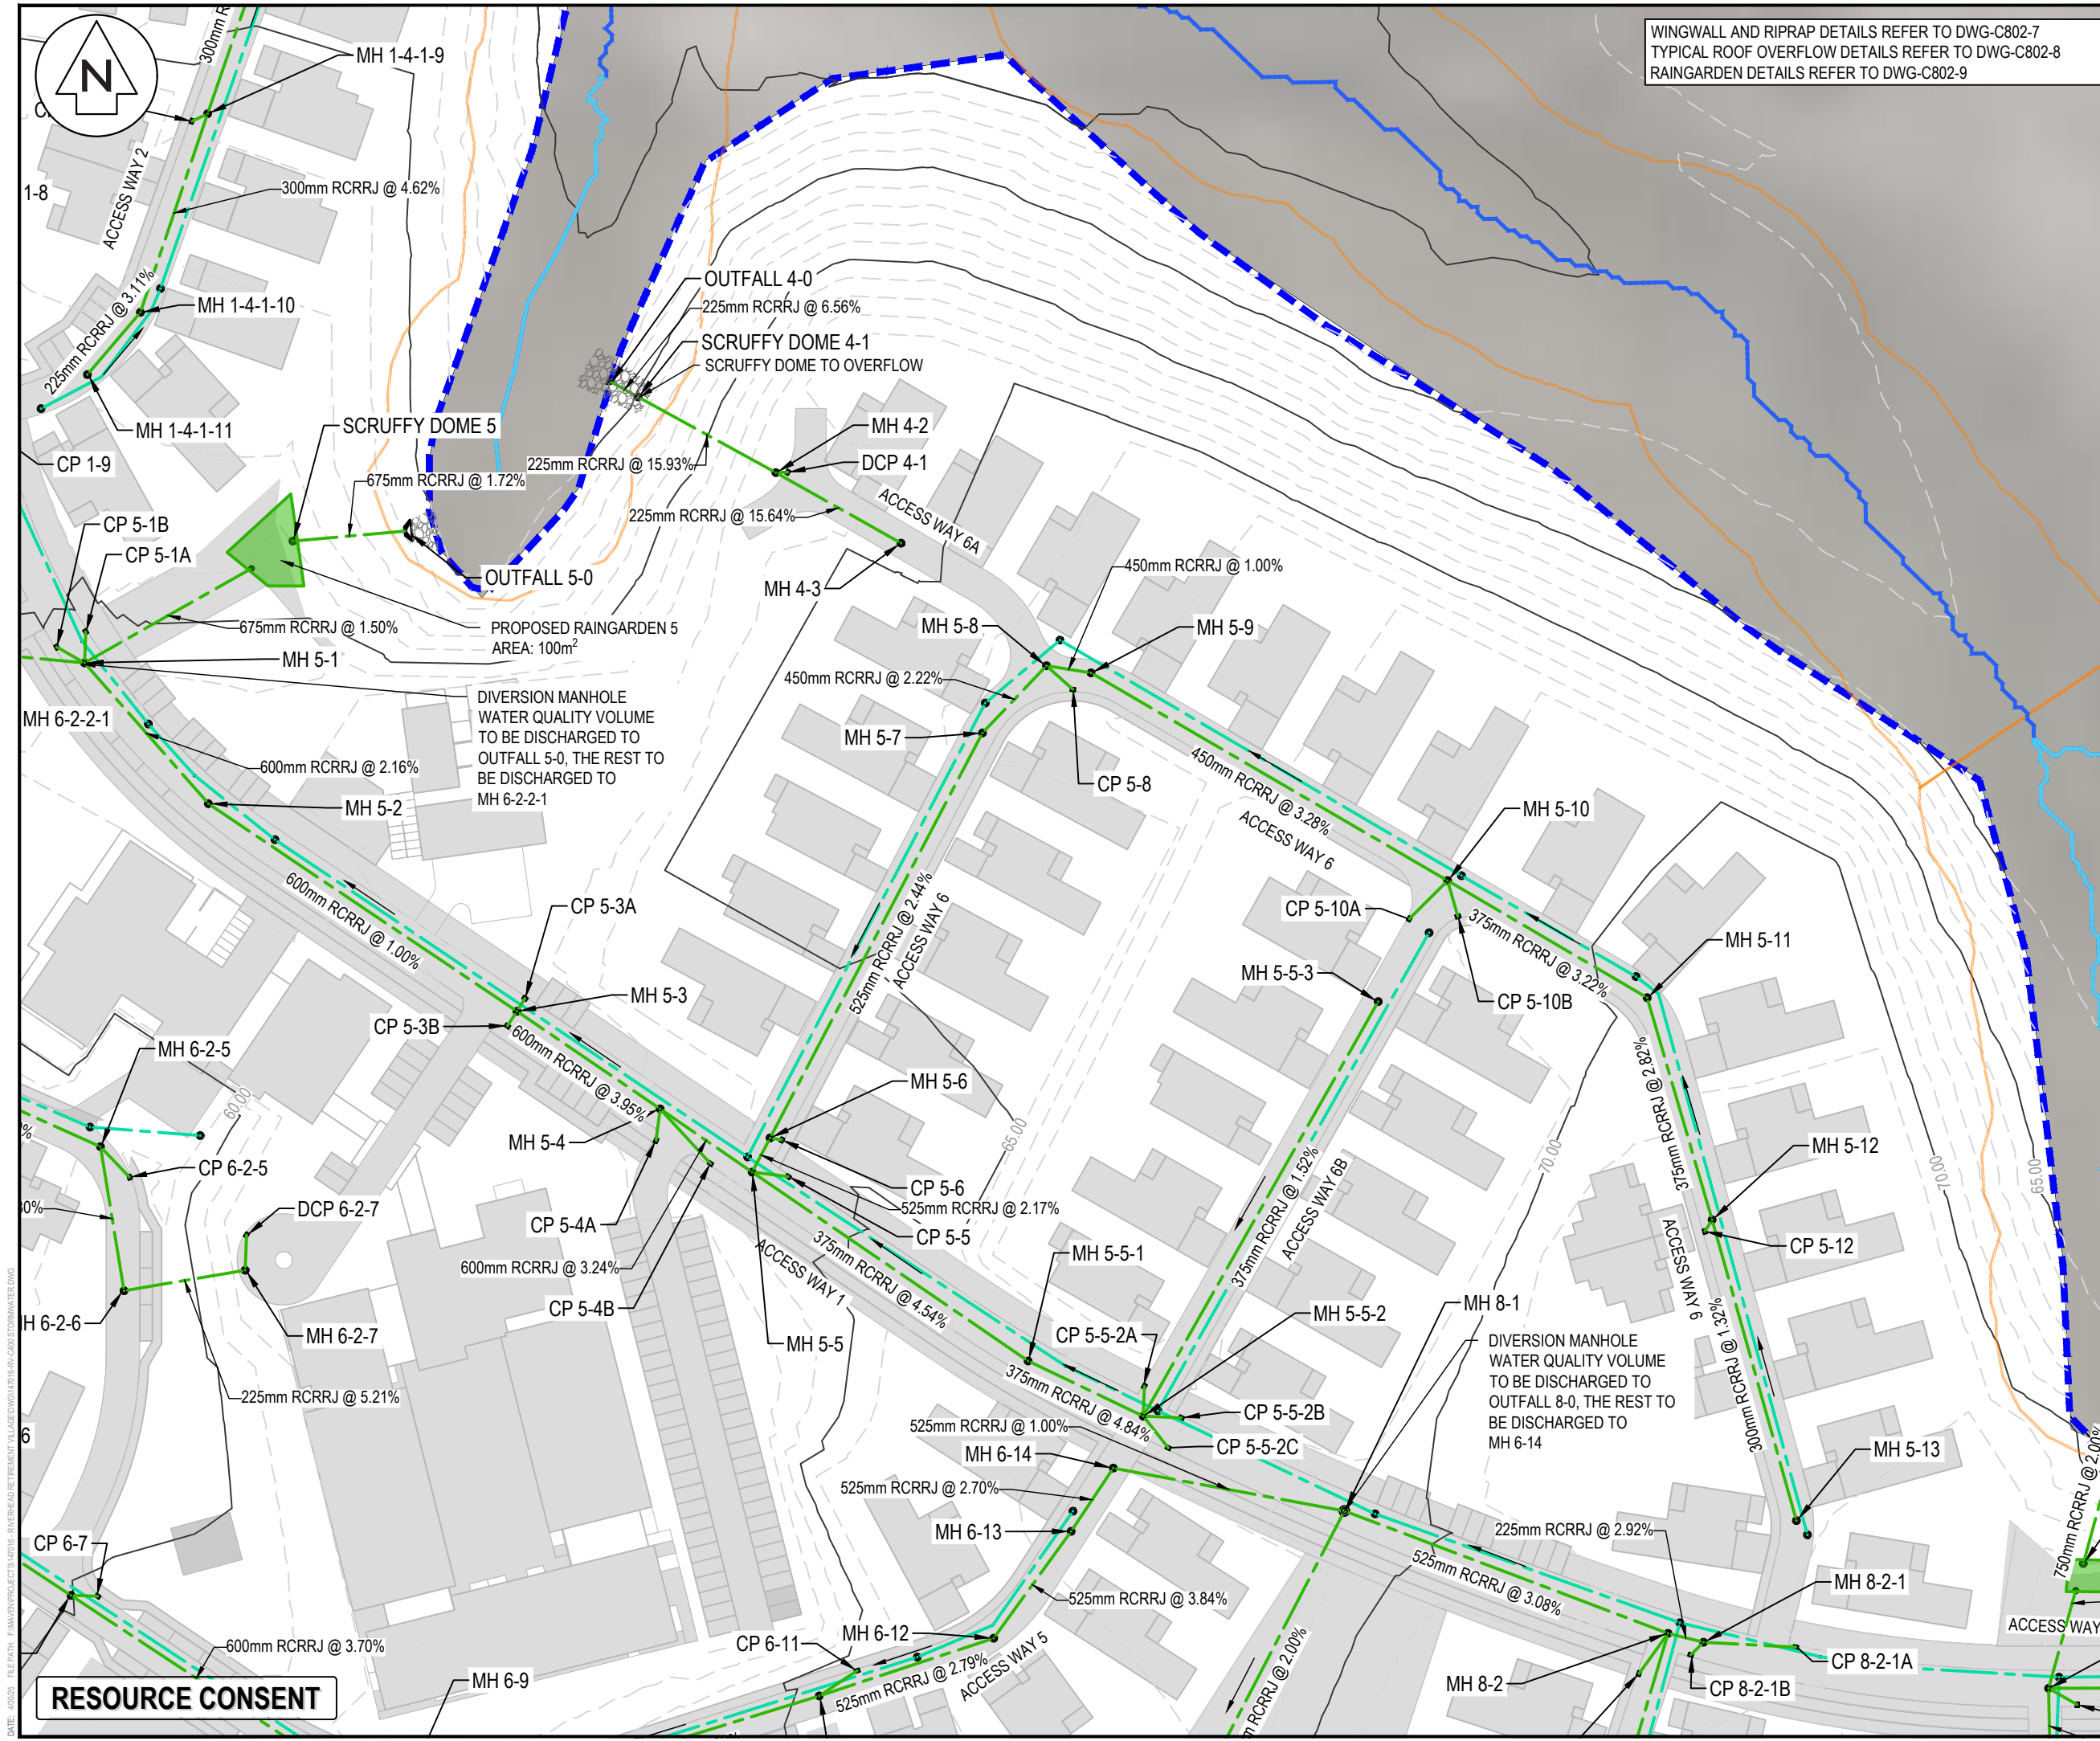 WINGWALL AND RIPRAP DETAILS REFER TO DWG-C802-7
TYPICAL ROOF OVERFLOW DETAILS REFER TO DWG-C802-8
RAINGARDEN DETAILS REFER TO DWG-C802-9
N
300mm R
MH 1-4-1-9
ACCESS WAY 2
1-8
300mm RCRRJ @ 4.62%
225mm RCRRJ @ 3.11%
MH 1-4-1-10
MH 1-4-1-11
CP 1-9
OUTFALL 4-0
225mm RCRRJ @ 6.56%
SCRUFFY DOME 4-1
SCRUFFY DOME TO OVERFLOW
SCRUFFY DOME 5
MH 4-2
DCP 4-1
225mm RCRRJ @ 15.93%
675mm RCRRJ @ 1.72%
225mm RCRRJ @ 15.64%
ACCESS WAY 6A
CP 5-1B
CP 5-1A
OUTFALL 5-0
MH 4-3
450mm RCRRJ @ 1.00%
675mm RCRRJ @ 1.50%
PROPOSED RAINGARDEN 5
AREA: 100m²
MH 5-8
MH 5-9
MH 5-1
450mm RCRRJ @ 2.22%
MH 6-2-2-1
DIVERSION MANHOLE
WATER QUALITY VOLUME
TO BE DISCHARGED TO
OUTFALL 5-0, THE REST TO
BE DISCHARGED TO
MH 6-2-2-1
MH 5-7
600mm RCRRJ @ 2.16%
MH 5-2
CP 5-8
450mm RCRRJ @ 3.28%
ACCESS WAY 6
MH 5-10
600mm RCRRJ @ 1.00%
CP 5-3A
525mm RCRRJ @ 2.44%
ACCESS WAY 6
CP 5-10A
375mm RCRRJ @ 3.22%
MH 5-11
MH 5-5-3
CP 5-10B
MH 5-3
CP 5-3B
600mm RCRRJ @ 3.95%
MH 6-2-5
60.00
MH 5-6
MH 5-4
65.00
375mm RCRRJ @ 2.82%
MH 5-12
70.00
70.00
65.00
CP 6-2-5
CP 5-6
525mm RCRRJ @ 2.17%
CP 5-5
DCP 6-2-7
CP 5-4A
ACCESS WAY 1
375mm RCRRJ @ 4.54%
MH 5-5-1
375mm RCRRJ @ 1.52%
ACCESS WAY 6B
CP 5-12
ACCESS WAY 9
600mm RCRRJ @ 3.24%
CP 5-4B
MH 5-5
MH 6-2-7
CP 5-5-2A
MH 5-5-2
MH 8-1
DIVERSION MANHOLE
WATER QUALITY VOLUME
TO BE DISCHARGED TO
OUTFALL 8-0, THE REST TO
BE DISCHARGED TO
MH 6-14
300mm RCRRJ @ 1.32%
225mm RCRRJ @ 5.21%
375mm RCRRJ @ 4.84%
525mm RCRRJ @ 1.00%
CP 5-5-2B
CP 5-5-2C
MH 6-14
MH 5-13
525mm RCRRJ @ 2.70%
MH 6-13
225mm RCRRJ @ 2.92%
525mm RCRRJ @ 3.08%
750mm RCRRJ @ 2.00%
CP 6-7
525mm RCRRJ @ 3.84%
MH 8-2-1
ACCESS WAY
600mm RCRRJ @ 3.70%
CP 6-11
MH 6-12
525mm RCRRJ @ 2.79%
ACCESS WAY 5
m RCRRJ @ 2.00%
CP 8-2-1A
MH 6-9
MH 8-2
CP 8-2-1B
RESOURCE CONSENT